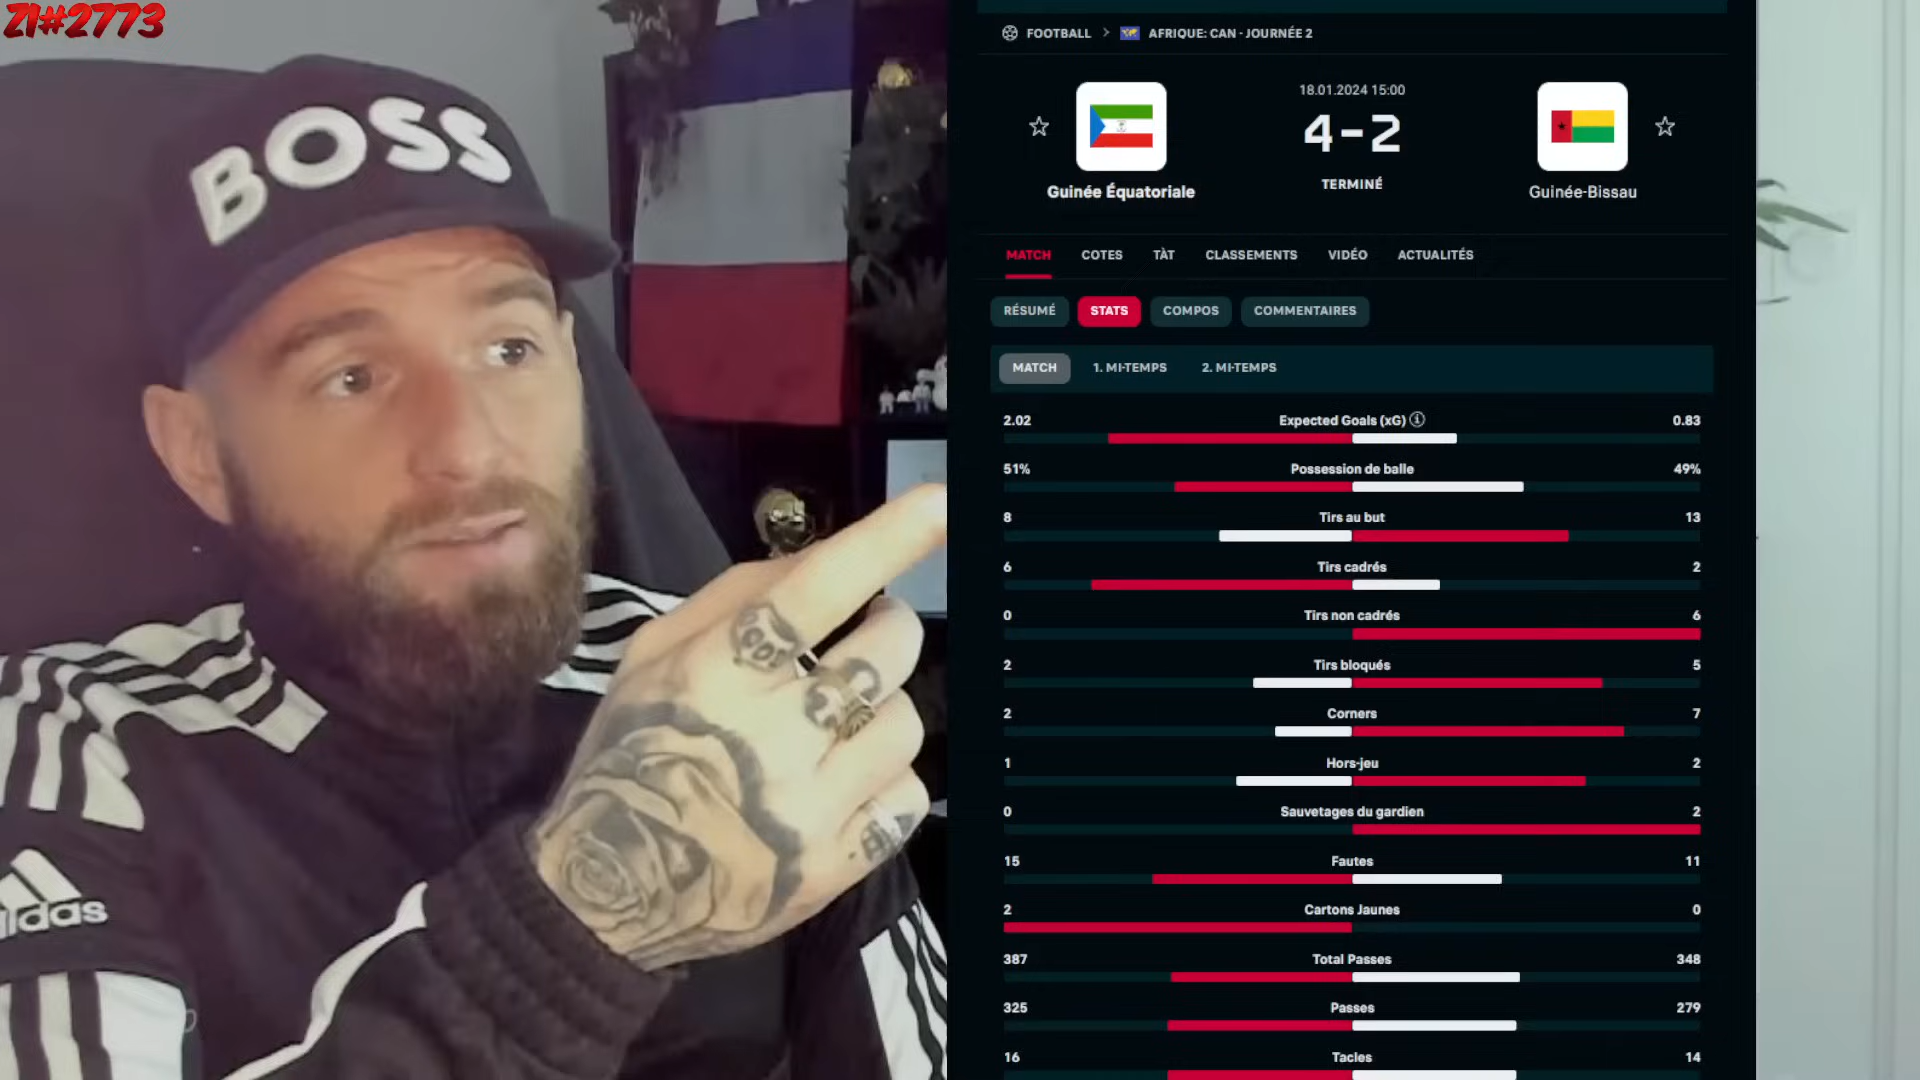 Z1#2773
BOSS
adidas
FOOTBALL > AFRIQUE: CAN - JOURNÉE 2
18.01.2024 15:00
4-2
TERMINÉ
Guinée Équatoriale
Guinée-Bissau
MATCH COTES TÀT CLASSEMENTS VIDÉO ACTUALITÉS
RÉSUMÉ STATS COMPOS COMMENTAIRES
MATCH 1. MI-TEMPS 2. MI-TEMPS
2.02 Expected Goals (xG) 0.83
51% Possession de balle 49%
8 Tirs au but 13
6 Tirs cadrés 2
0 Tirs non cadrés 6
2 Tirs bloqués 5
2 Corners 7
1 Hors-jeu 2
0 Sauvetages du gardien 2
15 Fautes 11
2 Cartons Jaunes 0
387 Total Passes 348
325 Passes 279
16 Tacles 14